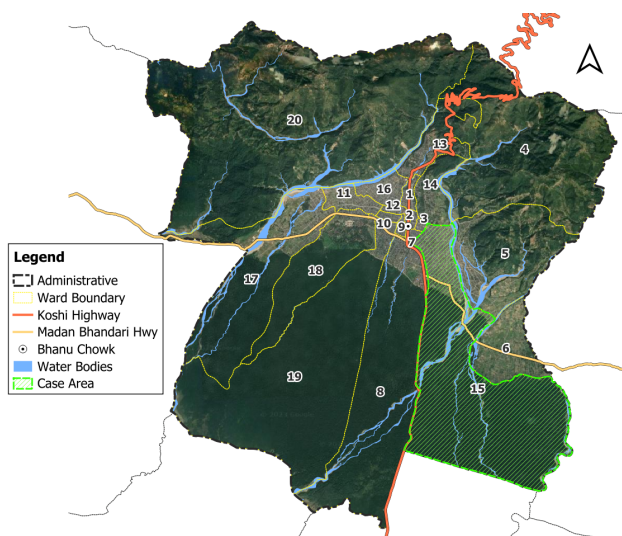 20
13
4
16
14
11
1
12
2
3
10
9
7
5
17
18
6
19
8
15
Legend
Administrative
Ward Boundary
Koshi Highway
Madan Bhandari Hwy
Bhanu Chowk
Water Bodies
Case Area